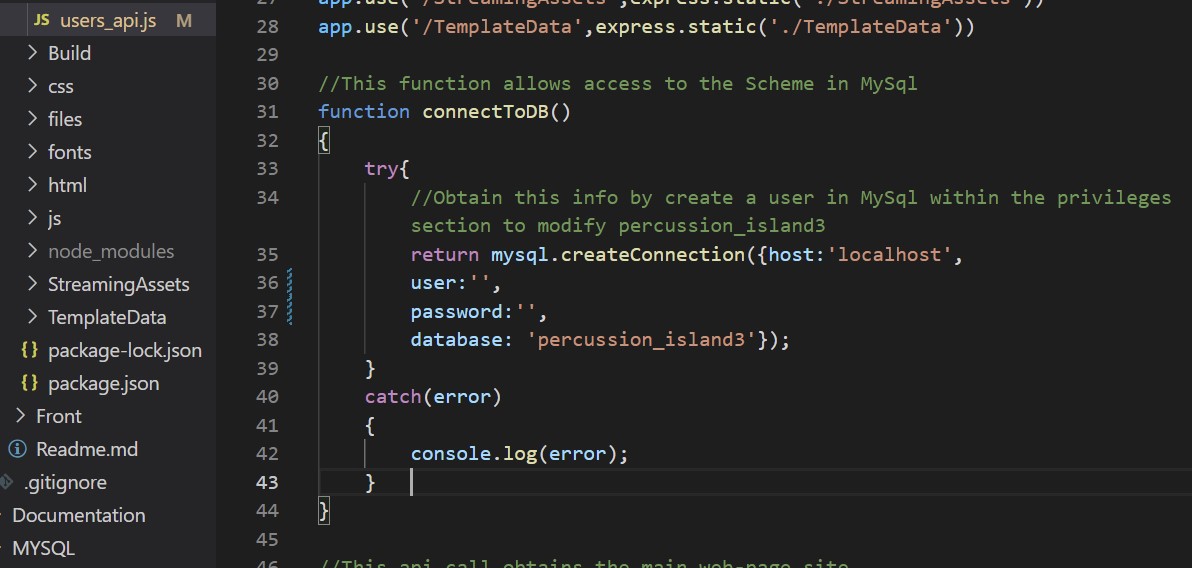 JS users_api.js M
Build
css
files
fonts
html
js
node_modules
StreamingAssets
TemplateData
{} package-lock.json
{} package.json
Front
Readme.md
.gitignore
Documentation
MYSQL
27 app.use('/StreamingAssets',express.static('./StreamingAssets'))
28 app.use('/TemplateData',express.static('./TemplateData'))
29
30 //This function allows access to the Scheme in MySql
31 function connectToDB()
32 {
33 try{
34 //Obtain this info by create a user in MySql within the privileges
section to modify percussion_island3
35 return mysql.createConnection({host:'localhost',
36 user:'',
37 password:'',
38 database: 'percussion_island3'});
39 }
40 catch(error)
41 {
42 console.log(error);
43 }
44 }
45
46 //This api call obtains the main web-page site